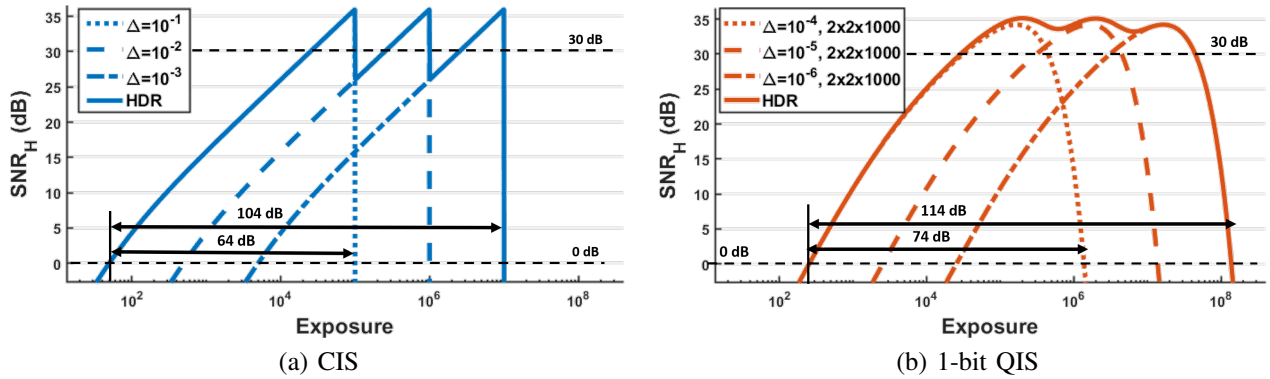 SNR_H (dB)
35
30
25
20
15
10
5
0
Δ=10^-1
Δ=10^-2
Δ=10^-3
HDR
30 dB
104 dB
64 dB
0 dB
10^2
10^4
10^6
10^8
Exposure
(a) CIS
SNR_H (dB)
35
30
25
20
15
10
5
0
Δ=10^-4, 2x2x1000
Δ=10^-5, 2x2x1000
Δ=10^-6, 2x2x1000
HDR
30 dB
114 dB
74 dB
0 dB
10^2
10^4
10^6
10^8
Exposure
(b) 1-bit QIS